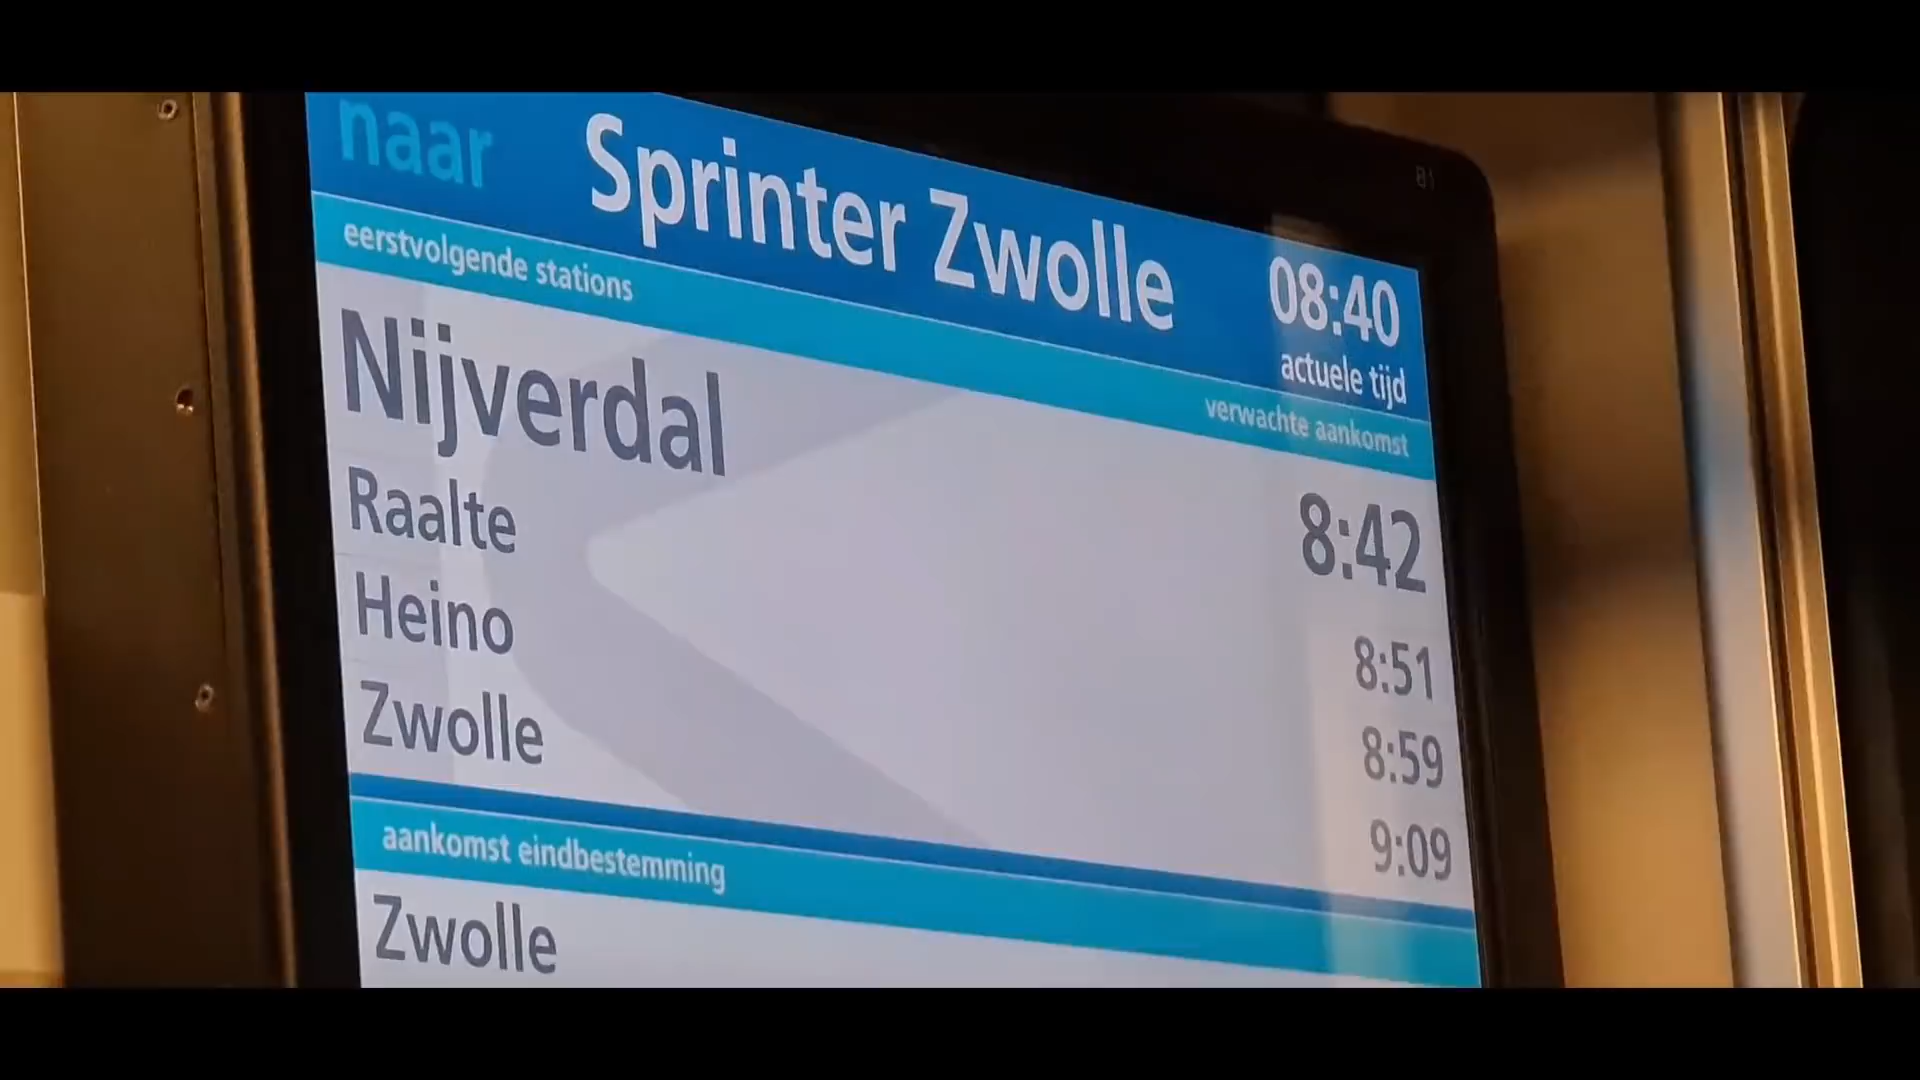 naar Sprinter Zwolle 08:40
actuele tijd
eerstvolgende stations verwachte aankomst
Nijverdal 8:42
Raalte 8:51
Heino 8:59
Zwolle 9:09
aankomst eindbestemming
Zwolle
81